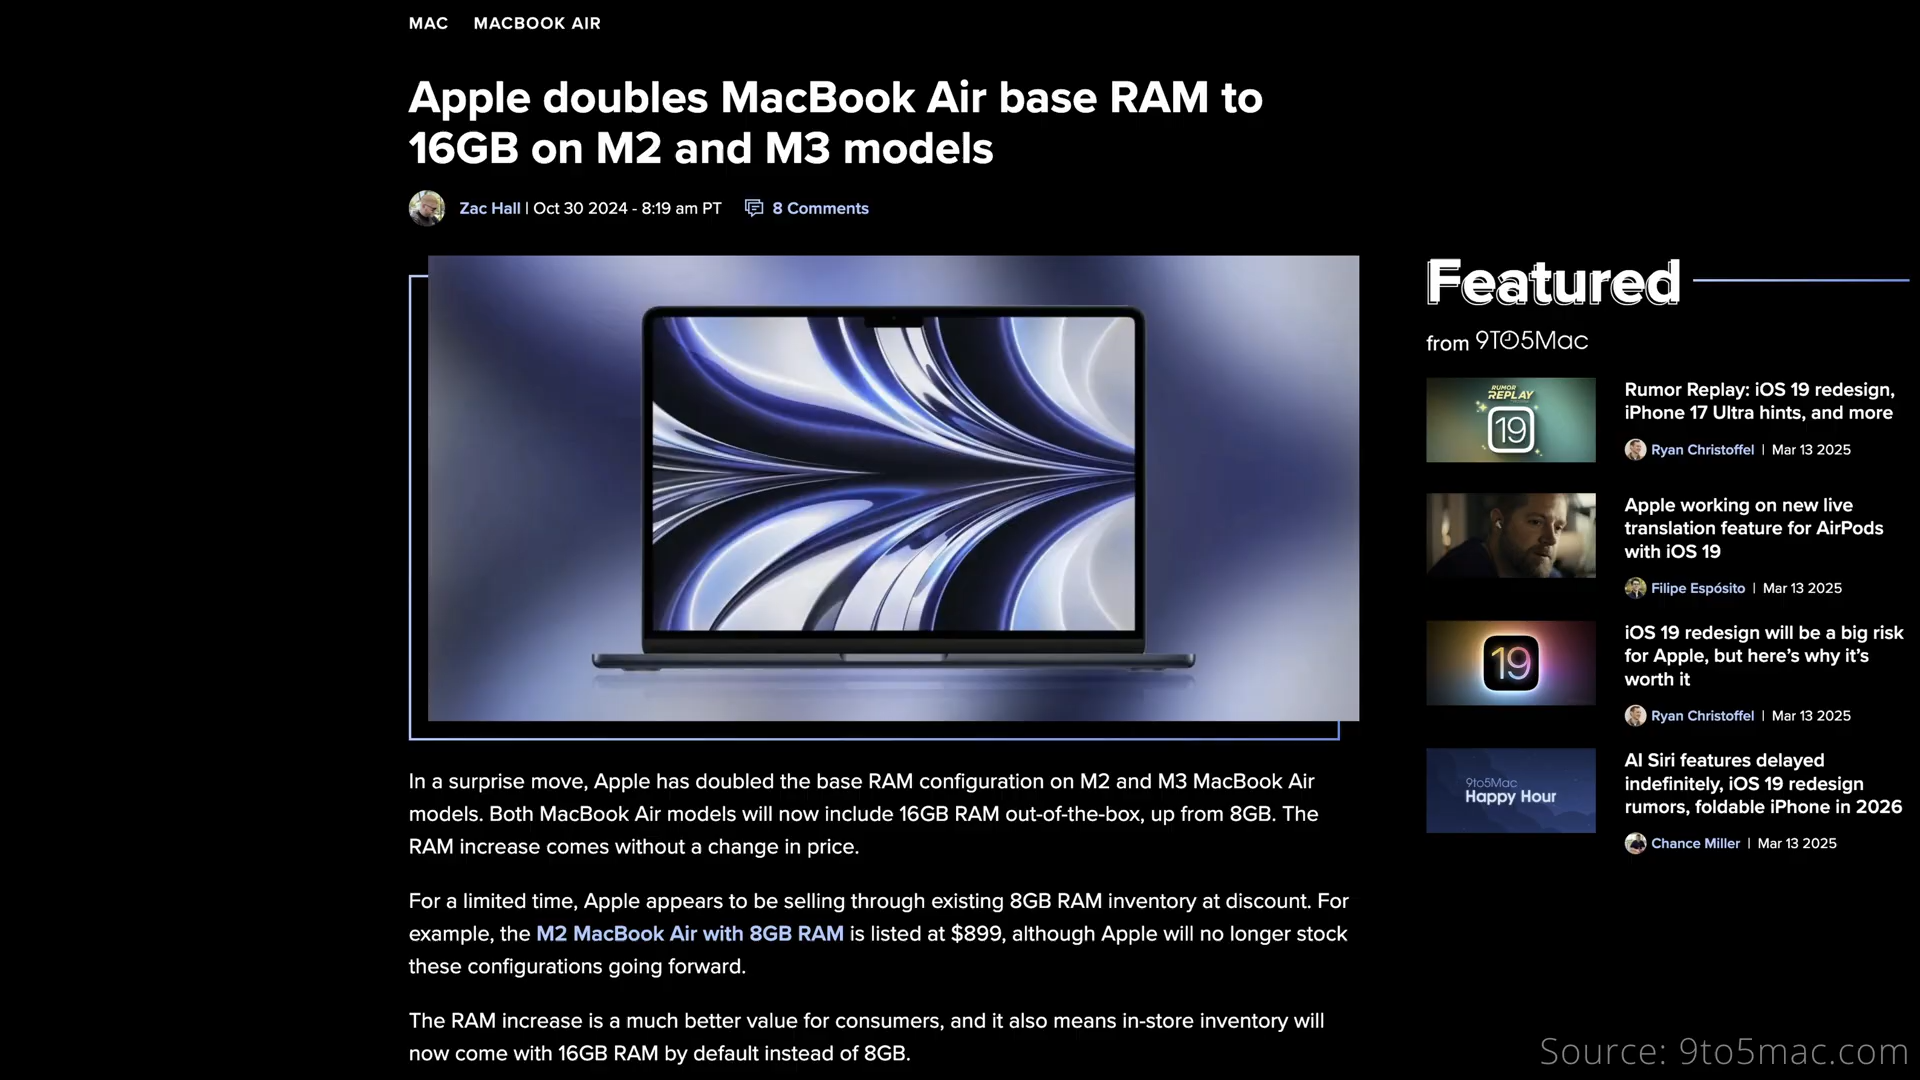 MAC MACBOOK AIR
Apple doubles MacBook Air base RAM to
16GB on M2 and M3 models
Zac Hall | Oct 30 2024 - 8:19 am PT 8 Comments
Featured
from 9TO5Mac
RUMOR
REPLAY
19
Rumor Replay: iOS 19 redesign,
iPhone 17 Ultra hints, and more
Ryan Christoffel | Mar 13 2025
Apple working on new live
translation feature for AirPods
with iOS 19
Filipe Espósito | Mar 13 2025
19
iOS 19 redesign will be a big risk
for Apple, but here’s why it’s
worth it
Ryan Christoffel | Mar 13 2025
9to5Mac
Happy Hour
AI Siri features delayed
indefinitely, iOS 19 redesign
rumors, foldable iPhone in 2026
Chance Miller | Mar 13 2025
In a surprise move, Apple has doubled the base RAM configuration on M2 and M3 MacBook Air
models. Both MacBook Air models will now include 16GB RAM out-of-the-box, up from 8GB. The
RAM increase comes without a change in price.
For a limited time, Apple appears to be selling through existing 8GB RAM inventory at discount. For
example, the M2 MacBook Air with 8GB RAM is listed at $899, although Apple will no longer stock
these configurations going forward.
The RAM increase is a much better value for consumers, and it also means in-store inventory will
now come with 16GB RAM by default instead of 8GB.
Source: 9to5mac.com